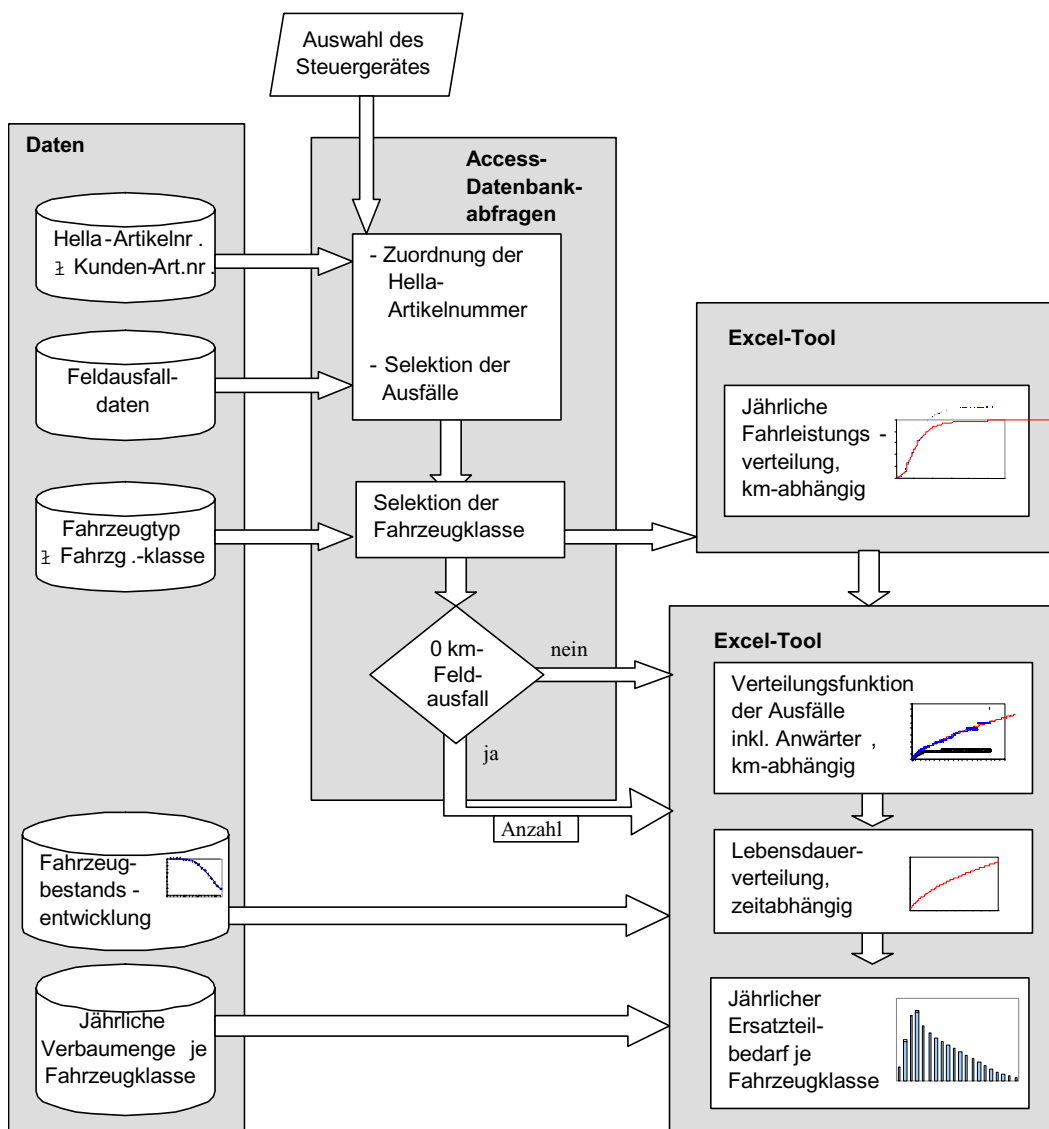 Auswahl des
Steuergerätes
Daten
Hella-Artikelnr .
Kunden-Art.nr .
Feldausfall-
daten
Fahrzeugtyp
Fahrzg .-klasse
Fahrzeug-
bestands -
entwicklung
Jährliche
Verbaumenge je
Fahrzeugklasse
Access-
Datenbank-
abfragen
- Zuordnung der
Hella-
Artikelnummer
- Selektion der
Ausfälle
Selektion der
Fahrzeugklasse
0 km-
Feld-
ausfall
nein
ja
Anzahl
Excel-Tool
Jährliche
Fahrleistungs -
verteilung,
km-abhängig
Excel-Tool
Verteilungsfunktion
der Ausfälle
inkl. Anwärter ,
km-abhängig
Lebensdauer-
verteilung,
zeitabhängig
Jährlicher
Ersatzteil-
bedarf je
Fahrzeugklasse